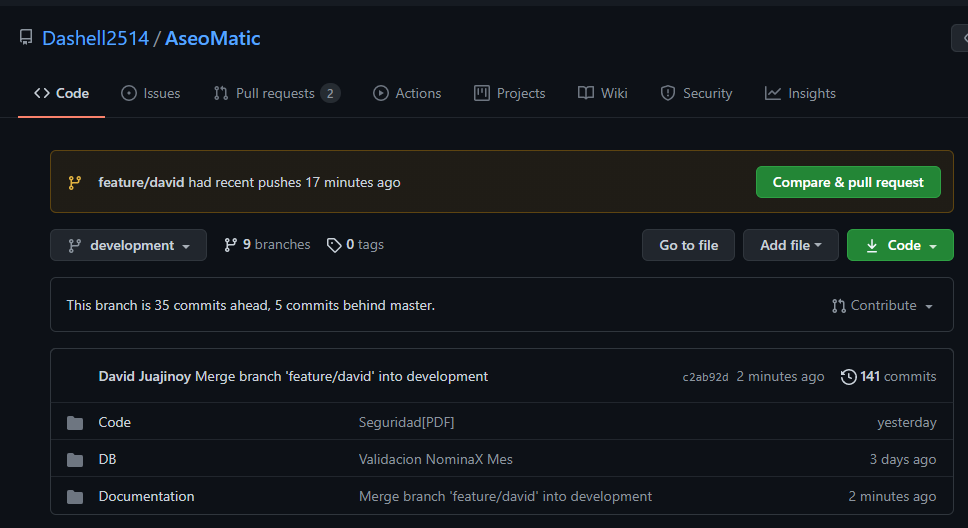 Dashell2514 / AseoMatic
Code Issues Pull requests 2 Actions Projects Wiki Security Insights
feature/david had recent pushes 17 minutes ago Compare & pull request
development 9 branches 0 tags Go to file Add file Code
This branch is 35 commits ahead, 5 commits behind master. Contribute
David Juajinoy Merge branch 'feature/david' into development c2ab92d 2 minutes ago 141 commits
Code Seguridad[PDF] yesterday
DB Validacion NominaX Mes 3 days ago
Documentation Merge branch 'feature/david' into development 2 minutes ago